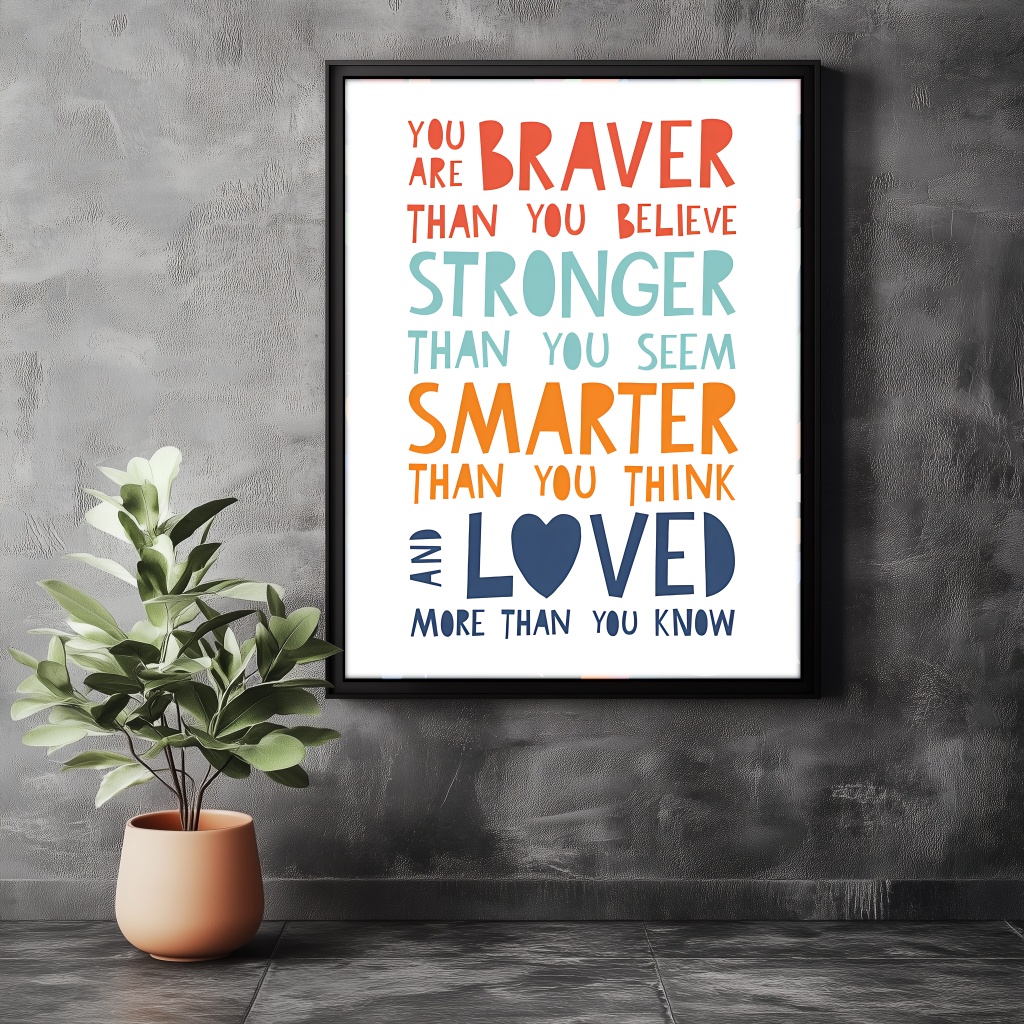 YOU ARE BRAVER
THAN YOU BELIEVE
STRONGER
THAN YOU SEEM
SMARTER
THAN YOU THINK
AND LOVED
MORE THAN YOU KNOW